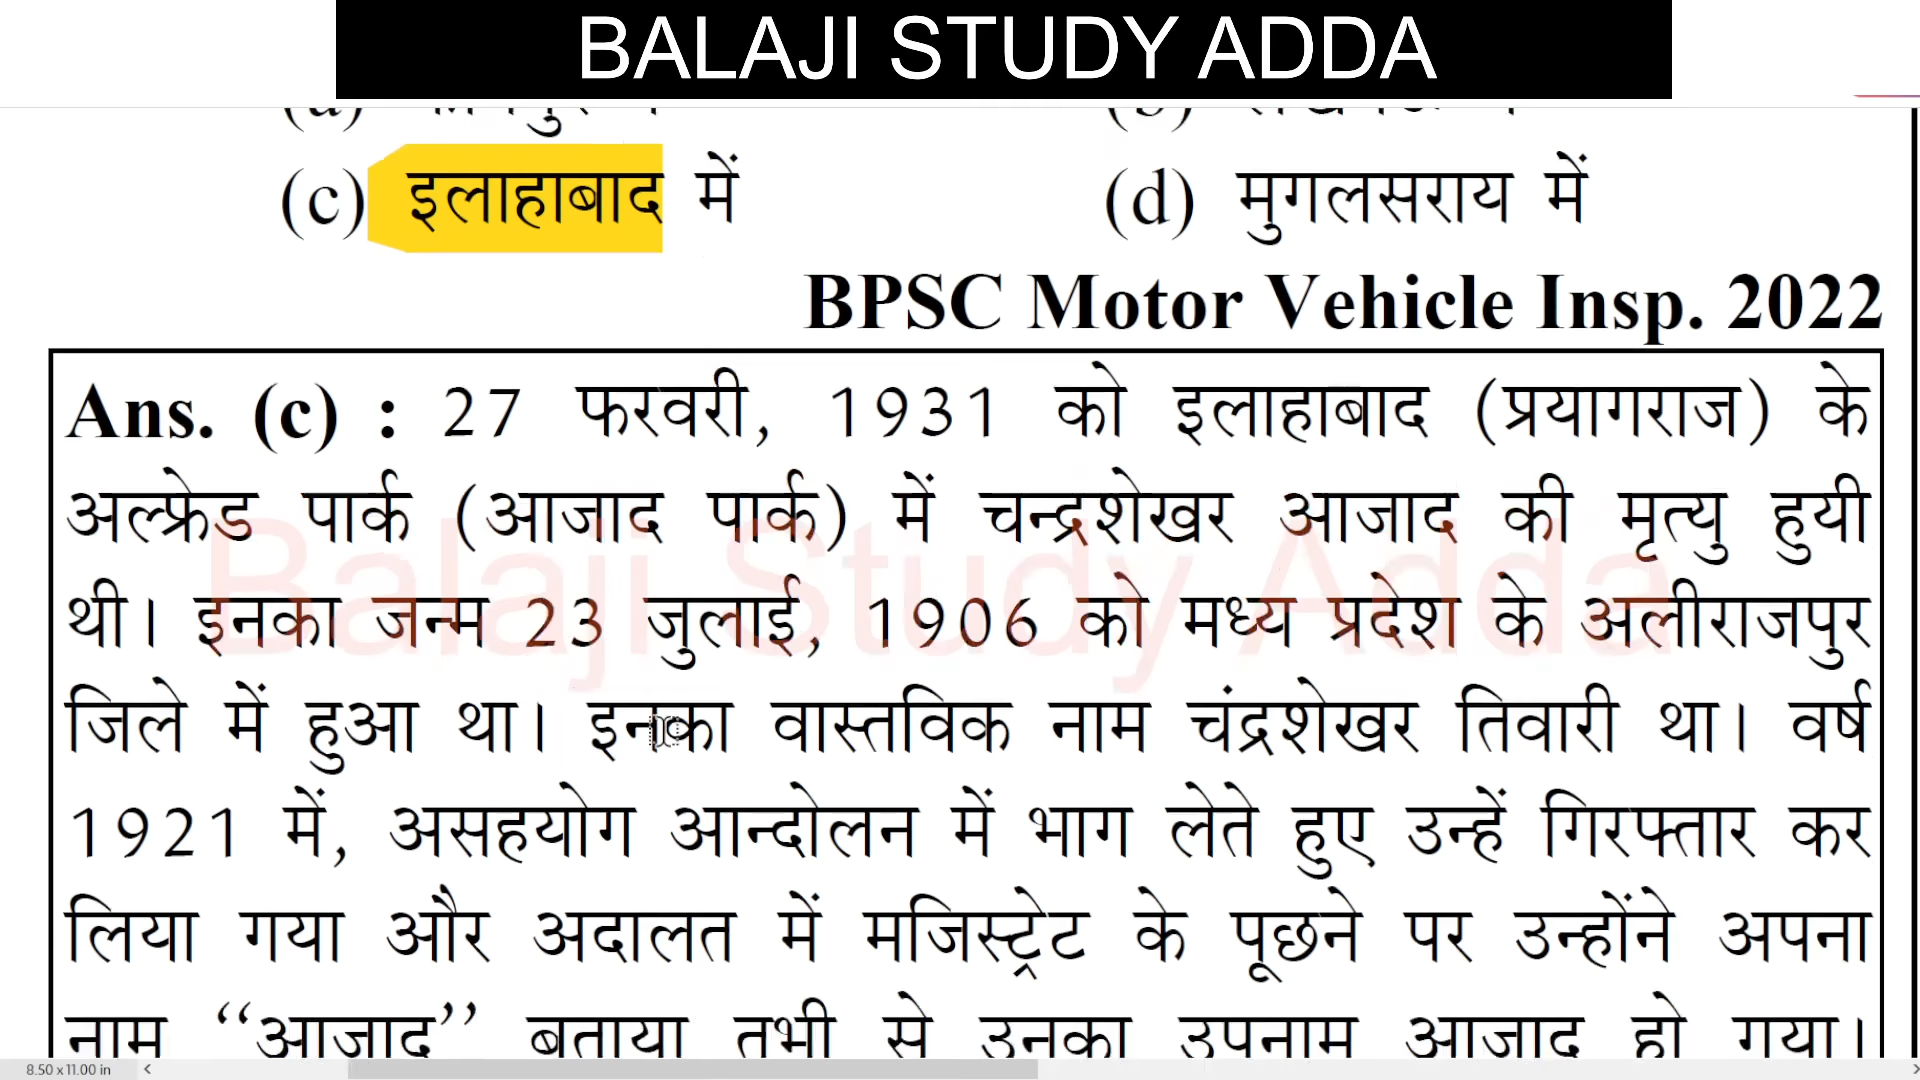 BALAJI STUDY ADDA
(c) इलाहाबाद में (d) मुगलसराय में
BPSC Motor Vehicle Insp. 2022
Ans. (c) : 27 फरवरी, 1931 को इलाहाबाद (प्रयागराज) के
अल्फ्रेड पार्क (आजाद पार्क) में चन्द्रशेखर आजाद की मृत्यु हुयी
थी। इनका जन्म 23 जुलाई, 1906 को मध्य प्रदेश के अलीराजपुर
जिले में हुआ था। इनका वास्तविक नाम चंद्रशेखर तिवारी था। वर्ष
1921 में, असहयोग आन्दोलन में भाग लेते हुए उन्हें गिरफ्तार कर
लिया गया और अदालत में मजिस्ट्रेट के पूछने पर उन्होंने अपना
नाम “आजाद” बताया तभी से उनका उपनाम आजाद हो गया।
Balaji Study Adda
8.50 x 11.00 in